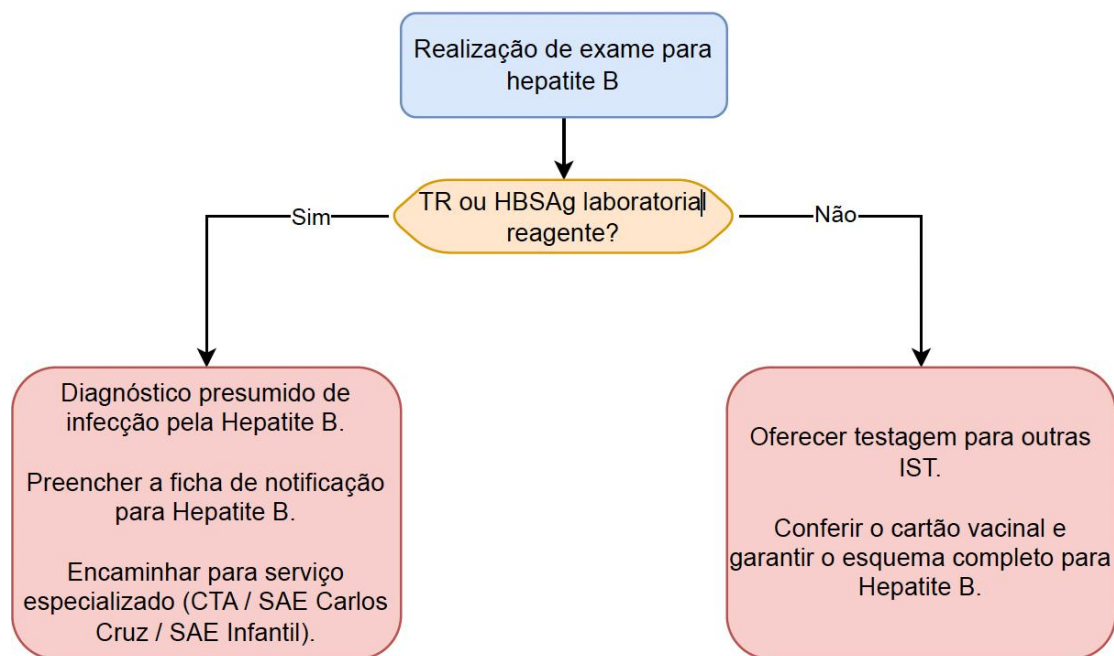 Realização de exame para
hepatite B
TR ou HBSAg laboratorial
reagente?
Sim
Não
Diagnóstico presumido de
infecção pela Hepatite B.
Preencher a ficha de notificação
para Hepatite B.
Encaminhar para serviço
especializado (CTA / SAE Carlos
Cruz / SAE Infantil).
Oferecer testagem para outras
IST.
Conferir o cartão vacinal e
garantir o esquema completo para
Hepatite B.